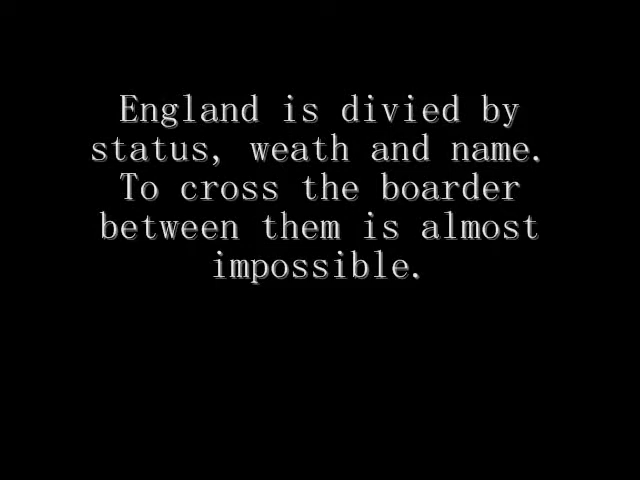 England is divied by
status, weath and name.
To cross the boarder
between them is almost
impossible.